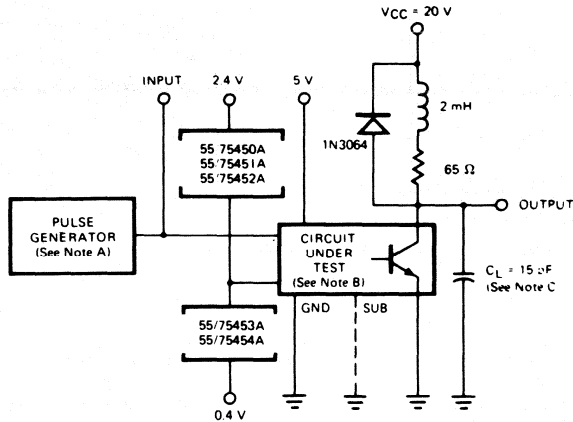 VCC = 20 V
INPUT
2.4 V
5 V
2 mH
1N3064
65 Ω
55/75450A
55/75451A
55/75452A
OUTPUT
PULSE
GENERATOR
(See Note A)
CIRCUIT
UNDER
TEST
(See Note B)
CL = 15 pF
(See Note C
GND
SUB
55/75453A
55/75454A
0.4 V